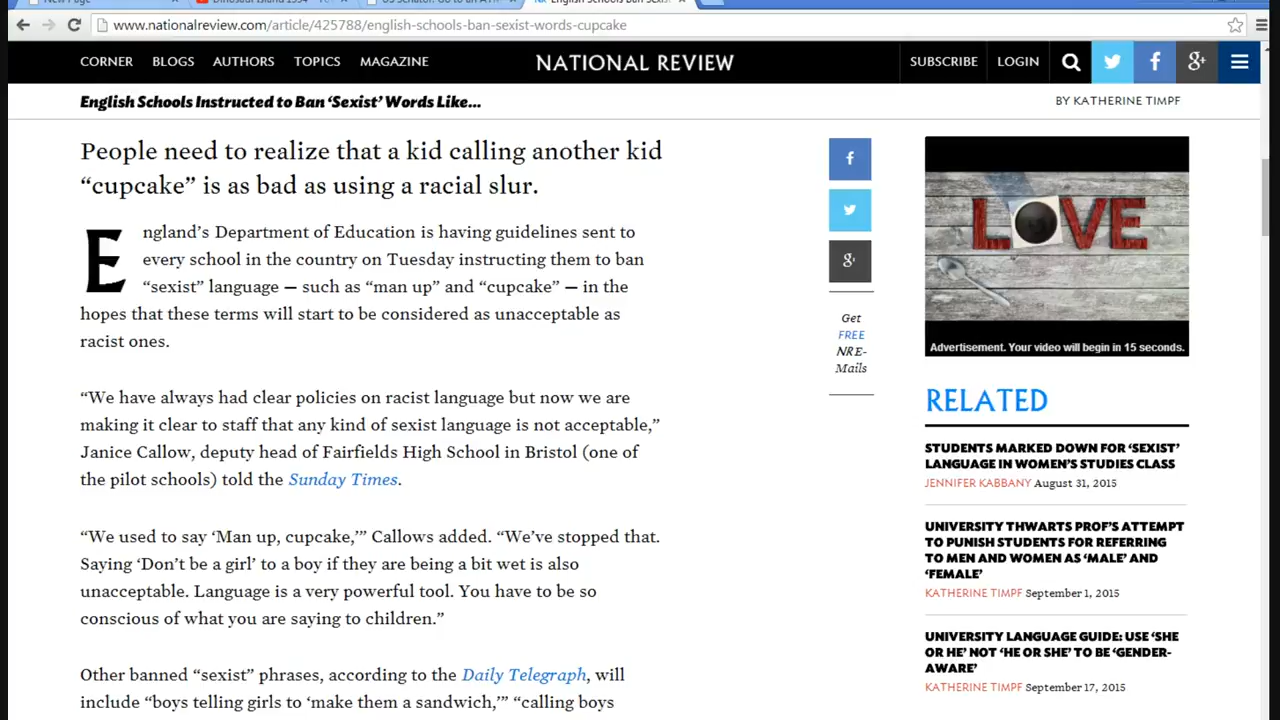 www.nationalreview.com/article/425788/english-schools-ban-sexist-words-cupcake
CORNER BLOGS AUTHORS TOPICS MAGAZINE NATIONAL REVIEW SUBSCRIBE LOGIN
English Schools Instructed to Ban ‘Sexist’ Words Like...
BY KATHERINE TIMPF
People need to realize that a kid calling another kid
“cupcake” is as bad as using a racial slur.
England’s Department of Education is having guidelines sent to
every school in the country on Tuesday instructing them to ban
“sexist” language — such as “man up” and “cupcake” — in the
hopes that these terms will start to be considered as unacceptable as
racist ones.
“We have always had clear policies on racist language but now we are
making it clear to staff that any kind of sexist language is not acceptable,”
Janice Callow, deputy head of Fairfields High School in Bristol (one of
the pilot schools) told the Sunday Times.
“We used to say ‘Man up, cupcake,’” Callows added. “We’ve stopped that.
Saying ‘Don’t be a girl’ to a boy if they are being a bit wet is also
unacceptable. Language is a very powerful tool. You have to be so
conscious of what you are saying to children.”
Other banned “sexist” phrases, according to the Daily Telegraph, will
include “boys telling girls to ‘make them a sandwich,’” “calling boys
Get
FREE
NR E-
Mails
LOVE
Advertisement. Your video will begin in 15 seconds.
RELATED
STUDENTS MARKED DOWN FOR ‘SEXIST’
LANGUAGE IN WOMEN’S STUDIES CLASS
JENNIFER KABBANY August 31, 2015
UNIVERSITY THWARTS PROF’S ATTEMPT
TO PUNISH STUDENTS FOR REFERRING
TO MEN AND WOMEN AS ‘MALE’ AND
‘FEMALE’
KATHERINE TIMPF September 1, 2015
UNIVERSITY LANGUAGE GUIDE: USE ‘SHE
OR HE’ NOT ‘HE OR SHE’ TO BE ‘GENDER-
AWARE’
KATHERINE TIMPF September 17, 2015